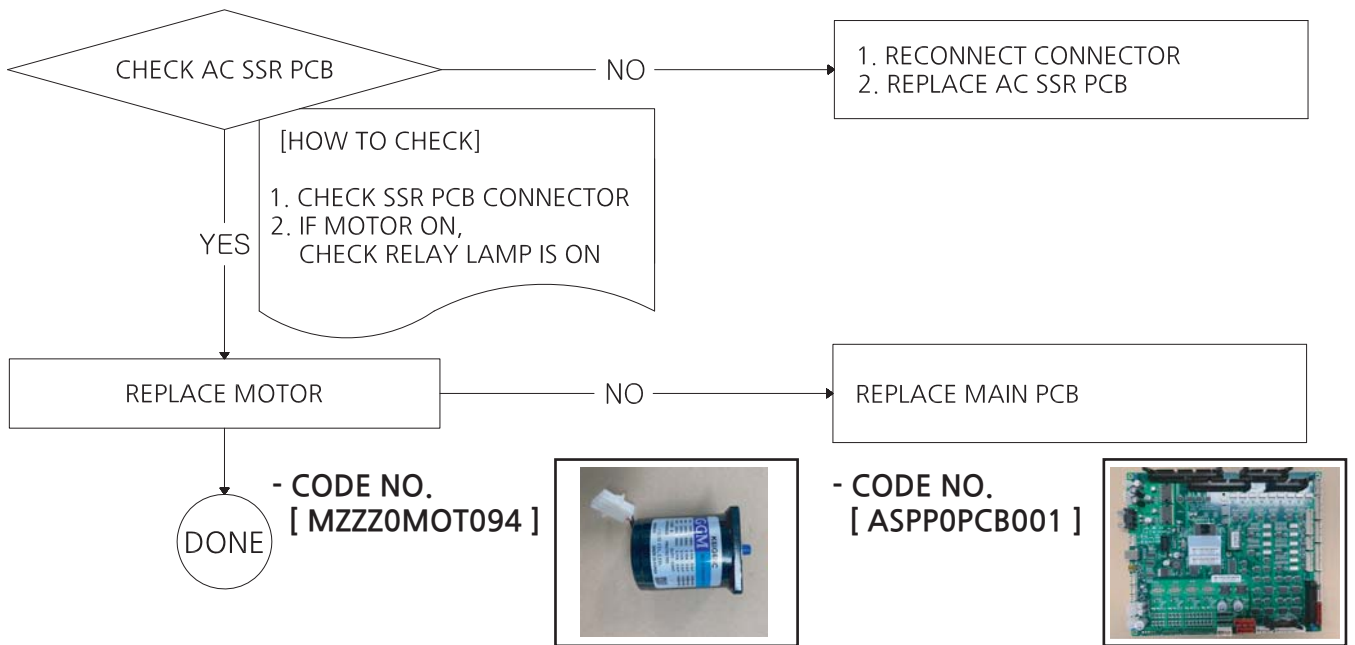 CHECK AC SSR PCB
NO
1. RECONNECT CONNECTOR
2. REPLACE AC SSR PCB
[HOW TO CHECK]
1. CHECK SSR PCB CONNECTOR
2. IF MOTOR ON,
CHECK RELAY LAMP IS ON
YES
REPLACE MOTOR
NO
REPLACE MAIN PCB
DONE
- CODE NO.
[ MZZZ0MOT094 ]
GGM
- CODE NO.
[ ASPP0PCB001 ]